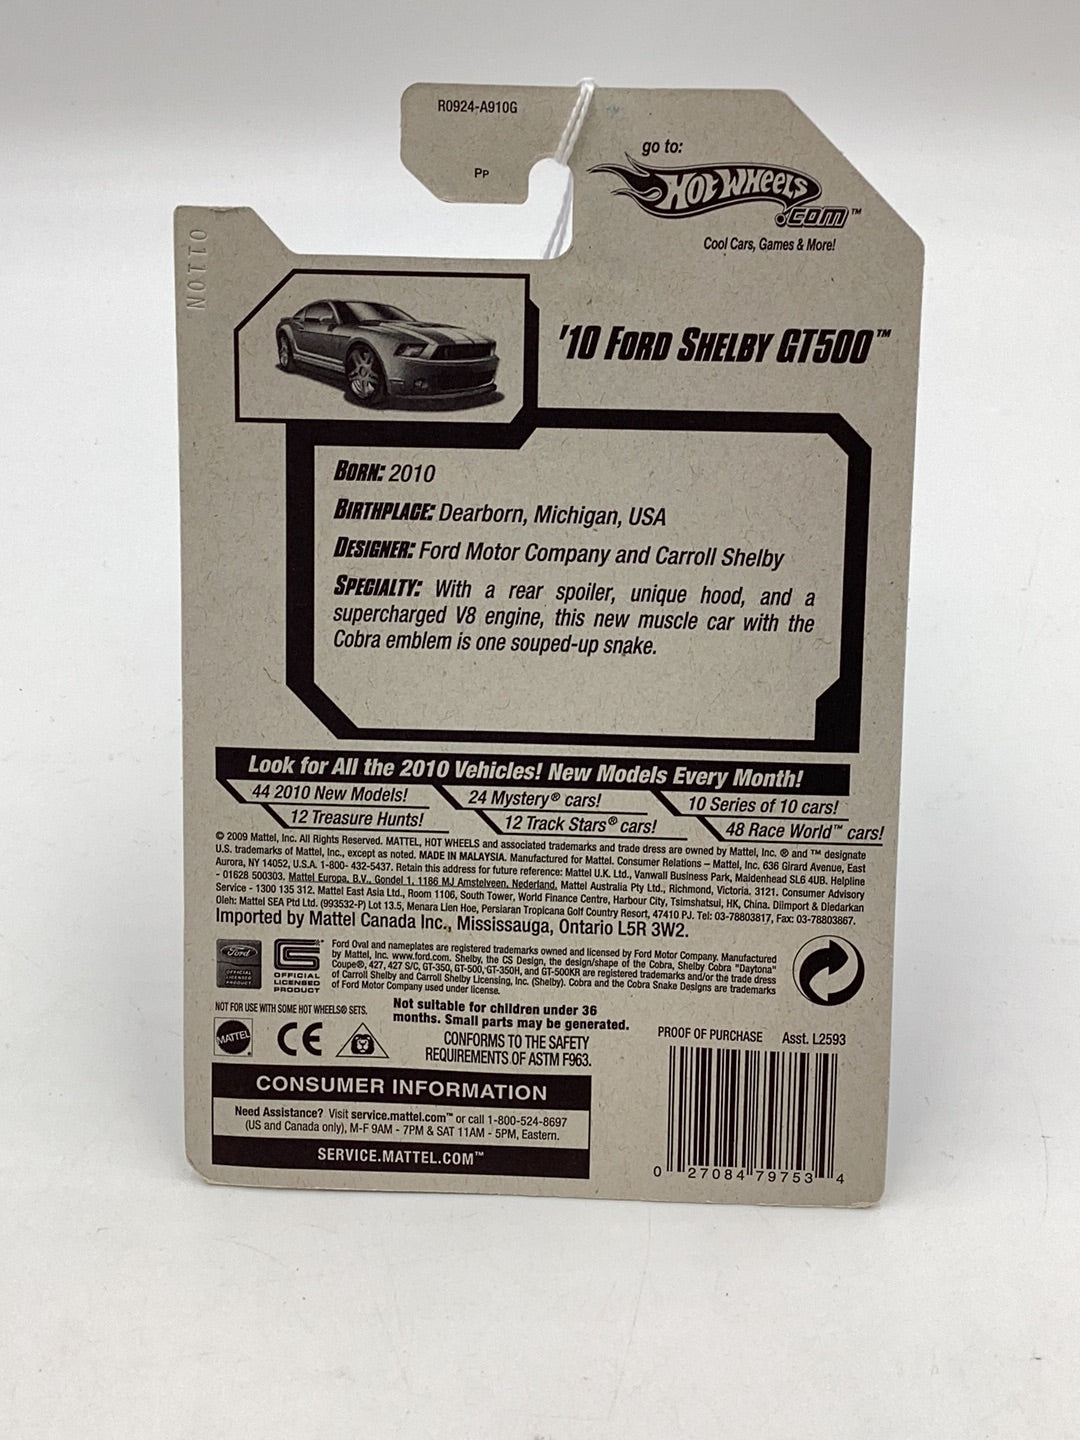 R0924-A910G
PP
go to:
HOT WHEELS
.COM™
Cool Cars, Games & More!
0110N
'10 FORD SHELBY GT500™
BORN: 2010
BIRTHPLACE: Dearborn, Michigan, USA
DESIGNER: Ford Motor Company and Carroll Shelby
SPECIALTY: With a rear spoiler, unique hood, and a
supercharged V8 engine, this new muscle car with the
Cobra emblem is one souped-up snake.
Look for All the 2010 Vehicles! New Models Every Month!
44 2010 New Models!
24 Mystery® cars!
10 Series of 10 cars!
12 Treasure Hunts!
12 Track Stars® cars!
48 Race World™ cars!
© 2009 Mattel, Inc. All Rights Reserved. MATTEL, HOT WHEELS and associated trademarks and trade dress are owned by Mattel, Inc. ® and ™ designate
U.S. trademarks of Mattel, Inc., except as noted. MADE IN MALAYSIA. Manufactured for Mattel. Consumer Relations – Mattel, Inc. 636 Girard Avenue, East
Aurora, NY 14052, U.S.A. 1-800- 432-5437. Retain this address for future reference: Mattel U.K. Ltd., Vanwall Business Park, Maidenhead SL6 4UB. Helpline
- 01628 500303. Mattel Europa, B.V., Gondel 1, 1186 MJ Amstelveen, Nederland. Mattel Australia Pty Ltd., Richmond, Victoria. 3121. Consumer Advisory
Service - 1300 135 312. Mattel East Asia Ltd., Room 1106, South Tower, World Finance Centre, Harbour City, Tsimshatsui, HK, China. Diimport & Diedarkan
Oleh: Mattel SEA Ptd Ltd. (993532-P) Lot 13.5, Menara Lien Hoe, Persiaran Tropicana Golf Country Resort, 47410 PJ. Tel: 03-78803817, Fax: 03-78803867.
Imported by Mattel Canada Inc., Mississauga, Ontario L5R 3W2.
Ford
OFFICIAL
LICENSED
PRODUCT
OFFICIAL
LICENSED
PRODUCT
Ford Oval and nameplates are registered trademarks owned and licensed by Ford Motor Company. Manufactured
by Mattel, Inc. www.ford.com. Shelby, the CS Design, the design/shape of the Cobra, Shelby Cobra "Daytona"
Coupe®, 427, 427 S/C, GT-350, GT-500, GT-350H, and GT-500KR are registered trademarks and/or the trade dress
of Carroll Shelby and Carroll Shelby Licensing, Inc. (Shelby). Cobra and the Cobra Snake Designs are trademarks
of Ford Motor Company used under license.
NOT FOR USE WITH SOME HOT WHEELS® SETS.
Not suitable for children under 36
months. Small parts may be generated.
MATTEL
CE
CONFORMS TO THE SAFETY
REQUIREMENTS OF ASTM F963.
PROOF OF PURCHASE Asst. L2593
CONSUMER INFORMATION
Need Assistance? Visit service.mattel.com™ or call 1-800-524-8697
(US and Canada only), M-F 9AM - 7PM & SAT 11AM - 5PM, Eastern.
SERVICE.MATTEL.COM™
0 27084 79753 4